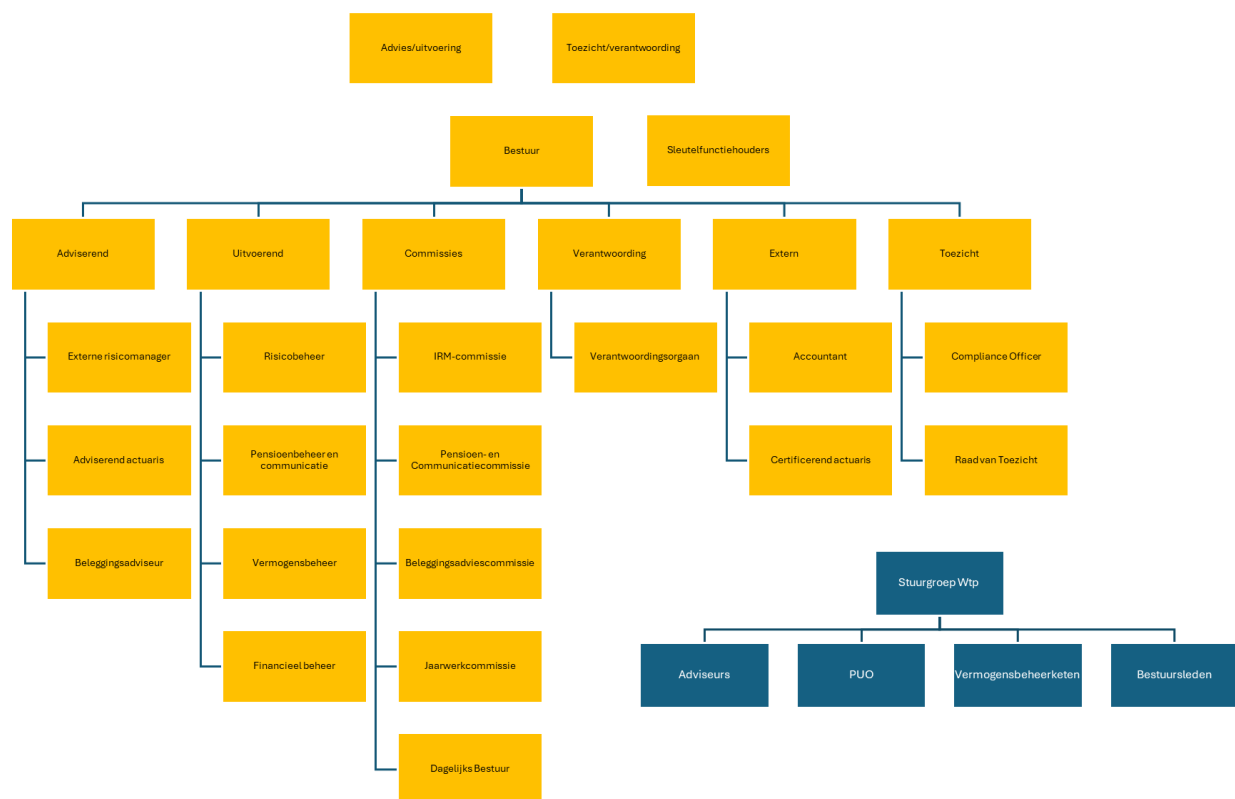 Advies/uitvoering
Toezicht/verantwoording
Bestuur
Sleutelfunctiehouders
Adviserend
Uitvoerend
Commissies
Verantwoording
Extern
Toezicht
Externe risicomanager
Risicobeheer
IRM-commissie
Verantwoordingsorgaan
Accountant
Compliance Officer
Adviserend actuaris
Pensioenbeheer en
communicatie
Pensioen- en
Communicatiecommissie
Certificerend actuaris
Raad van Toezicht
Beleggingsadviseur
Vermogensbeheer
Beleggingsadviescommissie
Stuurgroep Wtp
Financieel beheer
Jaarwerkcommissie
Adviseurs
PUO
Vermogensbeheerketen
Bestuursleden
Dagelijks Bestuur